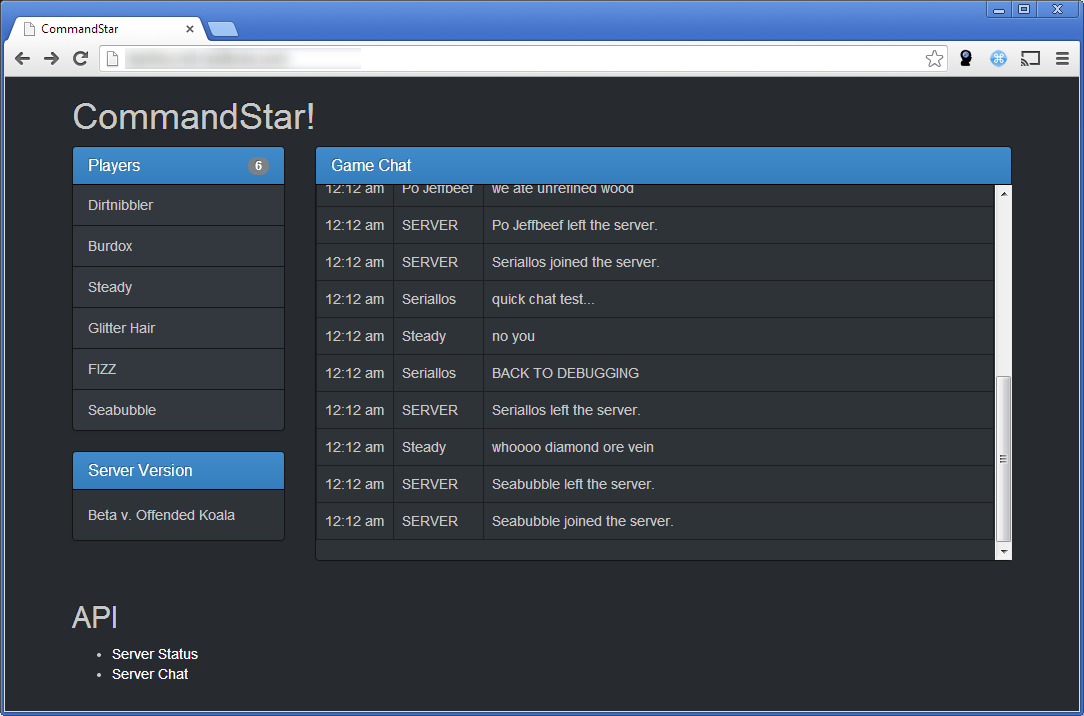 CommandStar
CommandStar!
Players 6
Dirtnibbler
Burdox
Steady
Glitter Hair
FIZZ
Seabubble
Server Version
Beta v. Offended Koala
Game Chat
12:12 am Po Jeffbeef we ate unrefined wood
12:12 am SERVER Po Jeffbeef left the server.
12:12 am SERVER Seriallos joined the server.
12:12 am Seriallos quick chat test...
12:12 am Steady no you
12:12 am Seriallos BACK TO DEBUGGING
12:12 am SERVER Seriallos left the server.
12:12 am Steady whoooo diamond ore vein
12:12 am SERVER Seabubble left the server.
12:12 am SERVER Seabubble joined the server.
API
Server Status
Server Chat